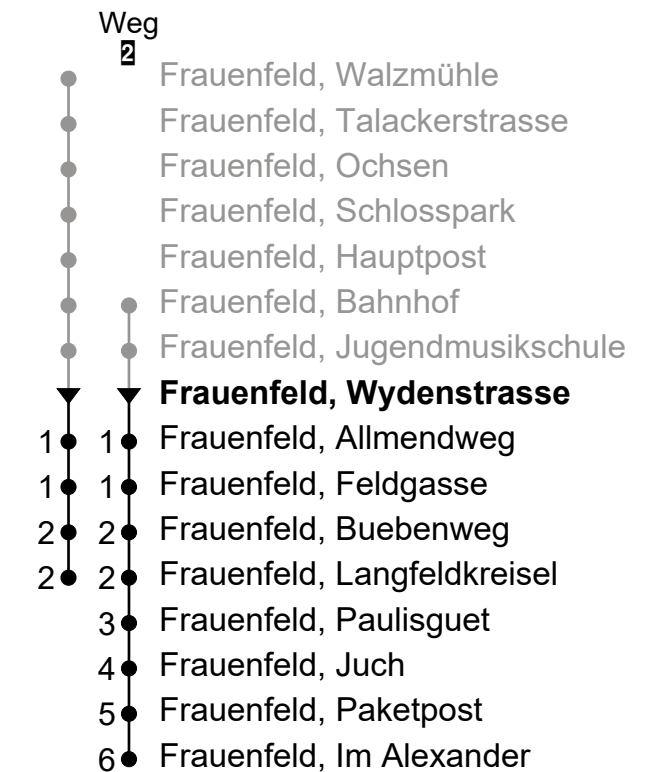 Weg
2
Frauenfeld, Walzmühle
Frauenfeld, Talackerstrasse
Frauenfeld, Ochsen
Frauenfeld, Schlosspark
Frauenfeld, Hauptpost
Frauenfeld, Bahnhof
Frauenfeld, Jugendmusikschule
Frauenfeld, Wydenstrasse
1 1 Frauenfeld, Allmendweg
1 1 Frauenfeld, Feldgasse
2 2 Frauenfeld, Buebenweg
2 2 Frauenfeld, Langfeldkreisel
3 Frauenfeld, Paulisguet
4 Frauenfeld, Juch
5 Frauenfeld, Paketpost
6 Frauenfeld, Im Alexander